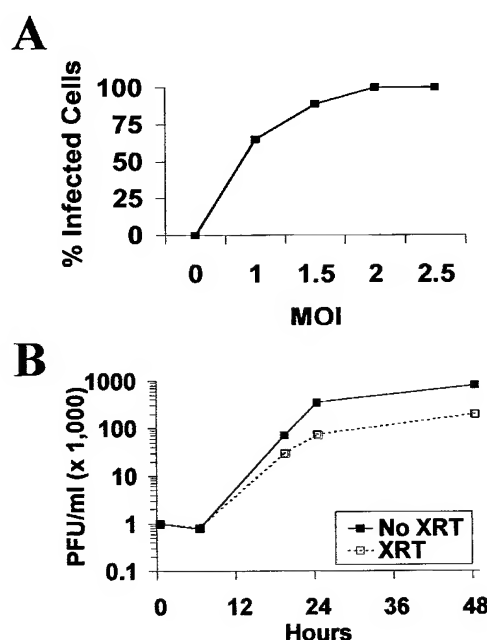 A
% Infected Cells
100
75
50
25
0
0 1 1.5 2 2.5
MOI
B
PFU/ml (x 1,000)
1000
100
10
1
0.1
No XRT
XRT
0 12 24 36 48
Hours